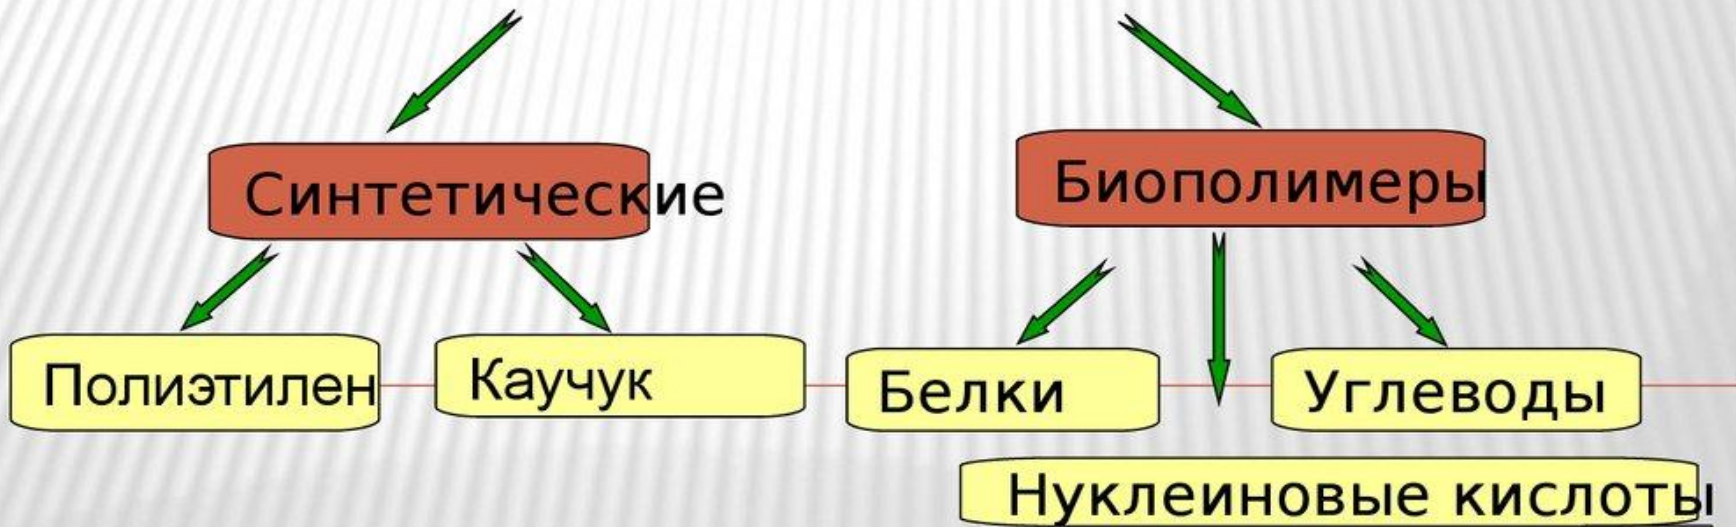 Синтетические
Биополимеры
Полиэтилен
Каучук
Белки
Углеводы
Нуклеиновые кислоты